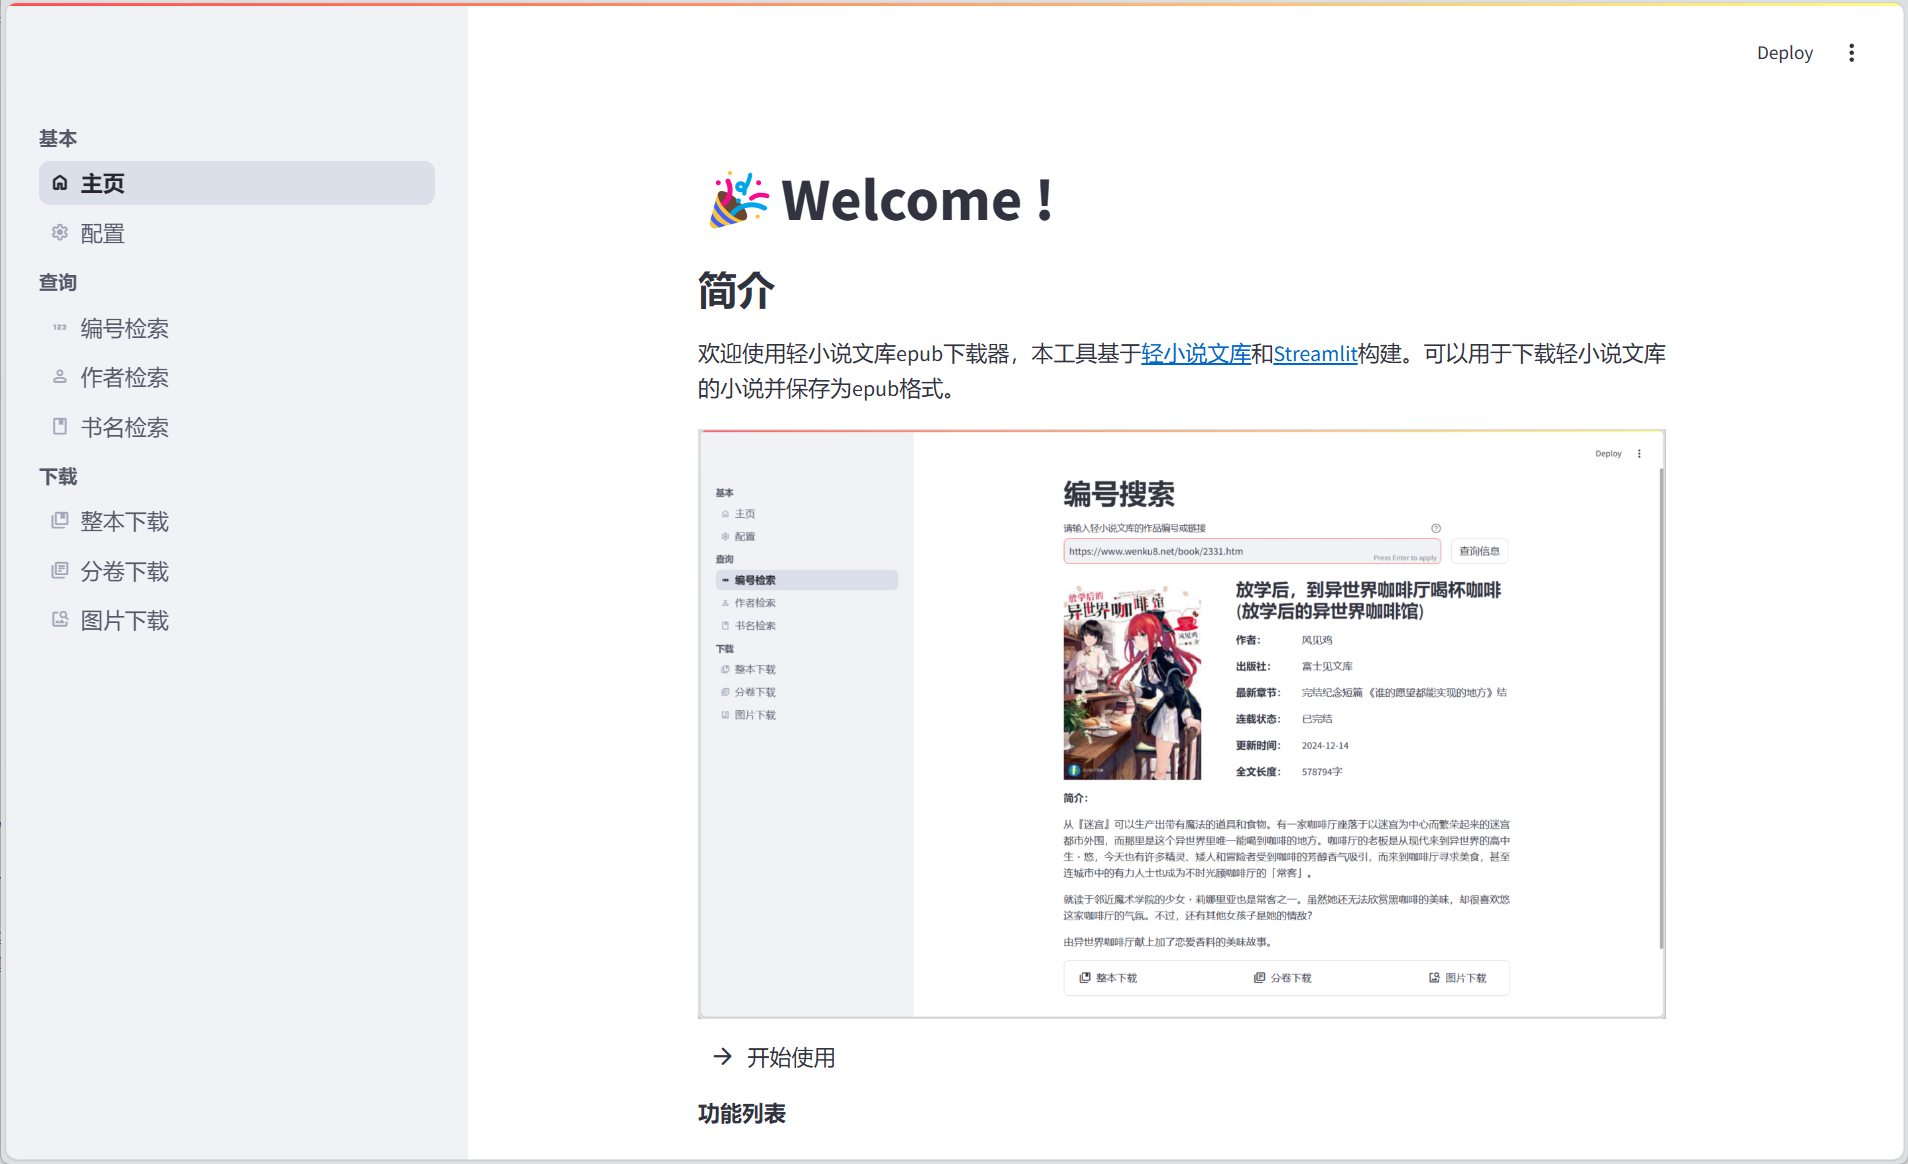 Deploy
基本
主页
配置
查询
编号检索
作者检索
书名检索
下载
整本下载
分卷下载
图片下载
Welcome！
简介
欢迎使用轻小说文库epub下载器，本工具基于轻小说文库和Streamlit构建。可以用于下载轻小说文库
的小说并保存为epub格式。
Deploy
基本
主页
配置
查询
编号检索
作者检索
书名检索
下载
整本下载
分卷下载
图片下载
编号搜索
请输入轻小说文库的作品编号或链接
https://www.wenku8.net/book/2331.htm
Press Enter to apply
查询信息
放学后的
异世界咖啡馆
风见鸡
放学后，到异世界咖啡厅喝杯咖啡
(放学后的异世界咖啡馆)
作者： 风见鸡
出版社： 富士见文库
最新章节： 完结纪念短篇《谁的愿望都能实现的地方》结
连载状态： 已完结
更新时间： 2024-12-14
全文长度： 578794字
简介：
从『迷宫』可以生产出带有魔法的道具和食物。有一家咖啡厅座落于以迷宫为中心而繁荣起来的迷宫
都市外围，而那里是这个异世界里唯一能喝到咖啡的地方。咖啡厅的老板是从现代来到异世界的高中
生・悠，今天也有许多精灵、矮人和冒险者受到咖啡的芳醇香气吸引，而来到咖啡厅寻求美食，甚至
连城市中的有力人士也成为不时光顾咖啡厅的「常客」。
就读于邻近魔术学院的少女・莉娜里亚也是常客之一。虽然她还无法欣赏黑咖啡的美味，却很喜欢悠
这家咖啡厅的气氛。不过，还有其他女孩子是她的情敌？
由异世界咖啡厅献上加了恋爱香料的美味故事。
整本下载
分卷下载
图片下载
开始使用
功能列表